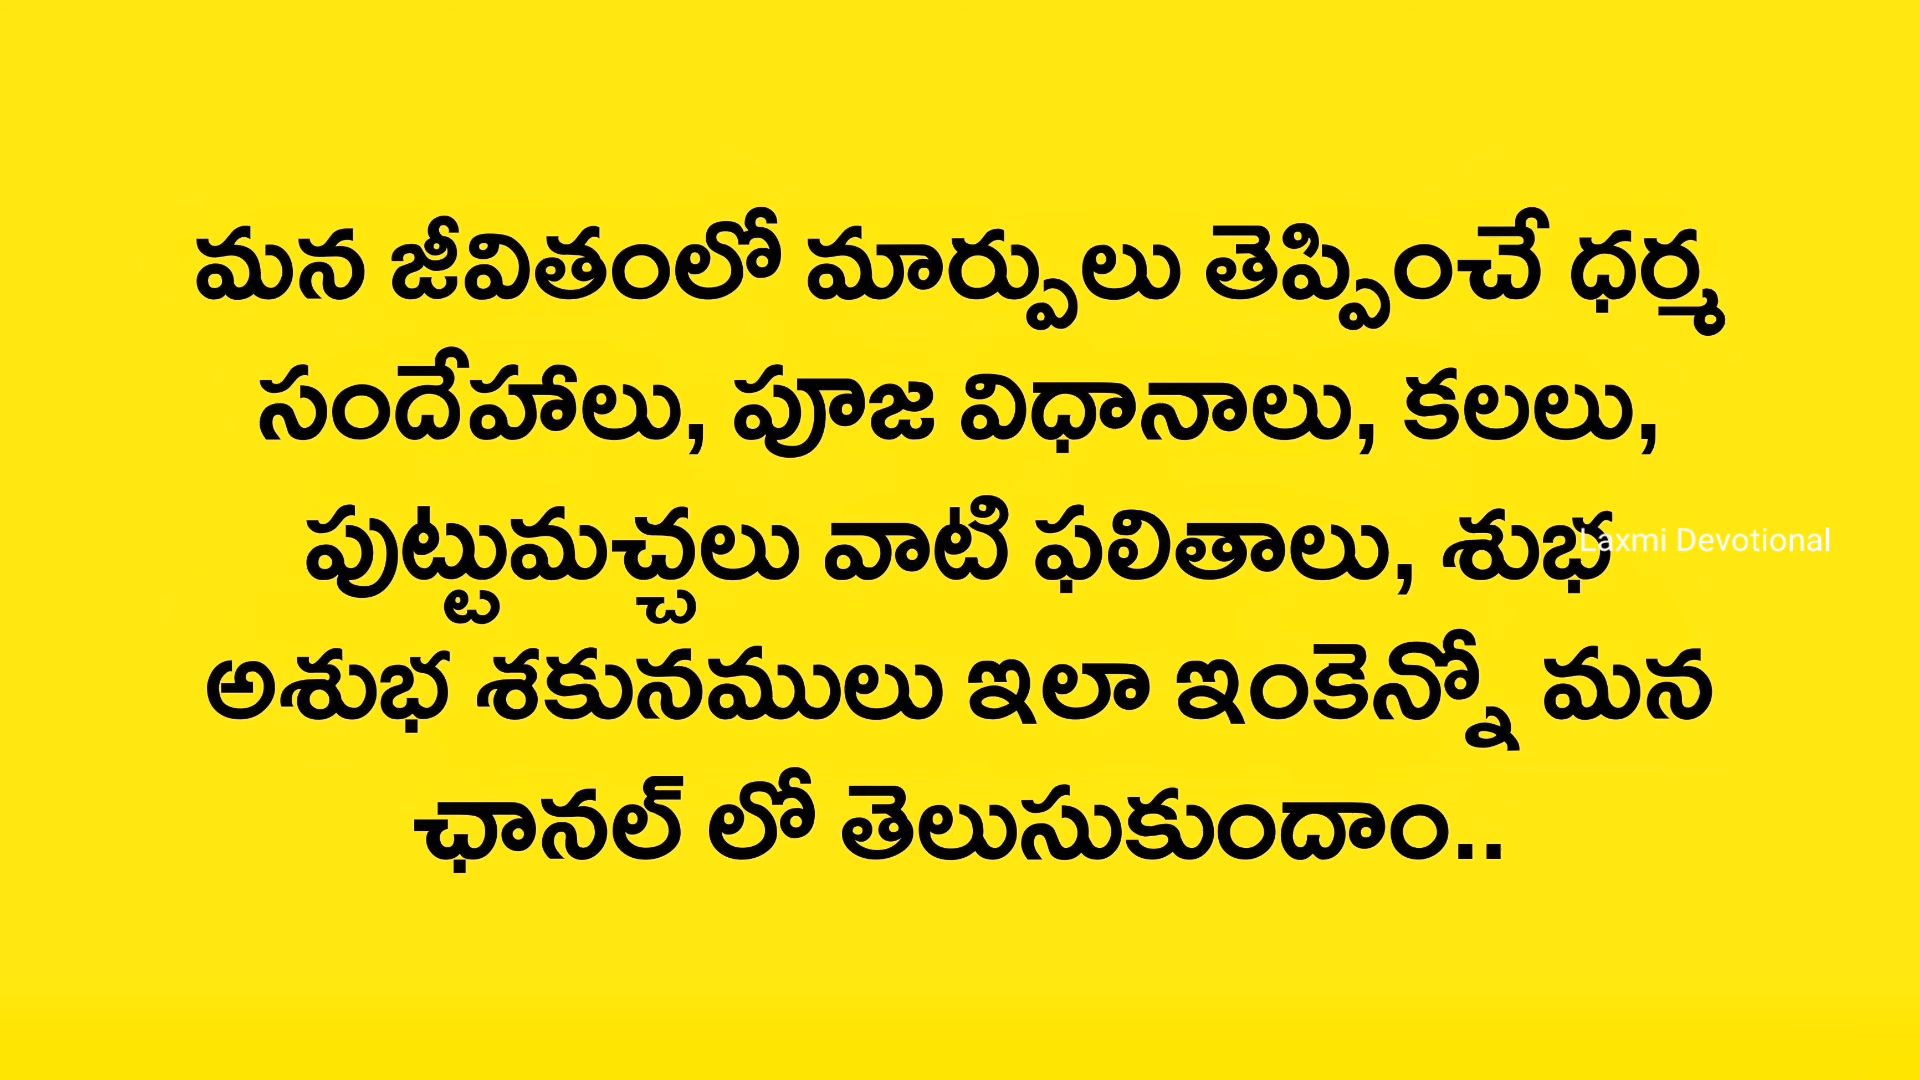 మన జీవితంలో మార్పులు తెప్పించే ధర్మ
సందేహాలు, పూజ విధానాలు, కలలు,
పుట్టుమచ్చలు వాటి ఫలితాలు, శుభ
Laxmi Devotional
అశుభ శకునములు ఇలా ఇంకెన్నో మన
ఛానల్ లో తెలుసుకుందాం..